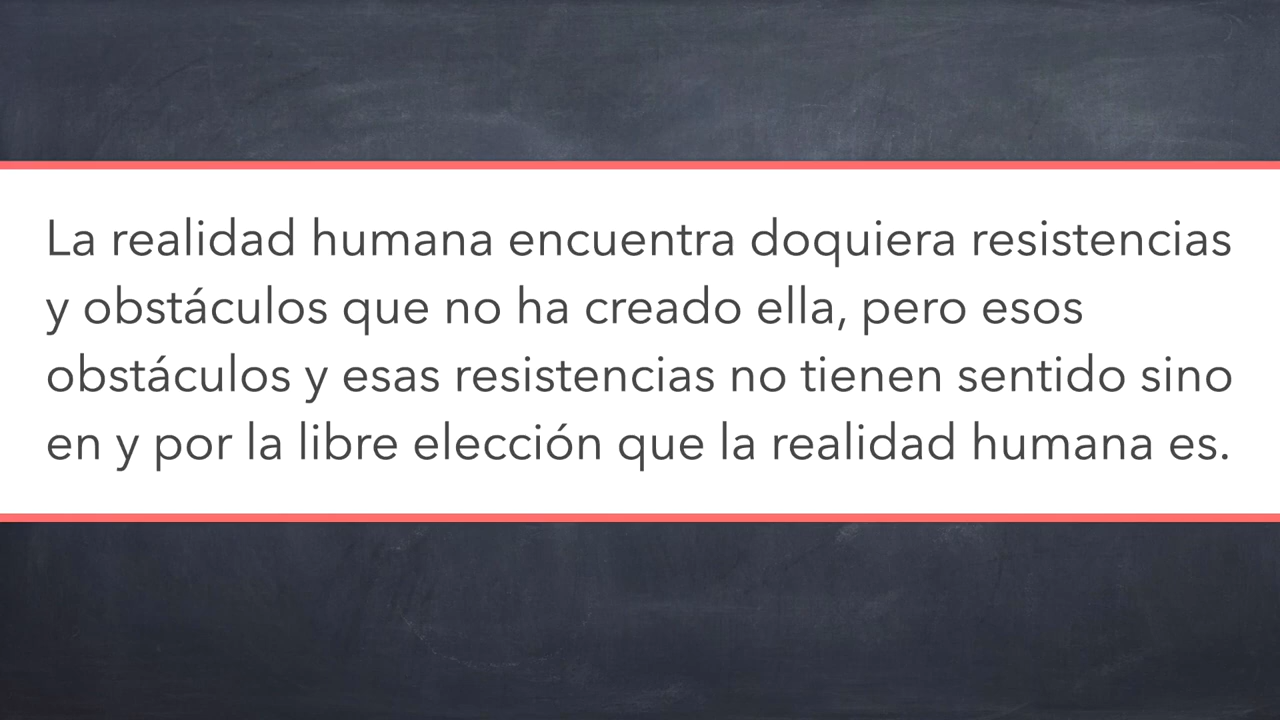 La realidad humana encuentra doquiera resistencias
y obstáculos que no ha creado ella, pero esos
obstáculos y esas resistencias no tienen sentido sino
en y por la libre elección que la realidad humana es.